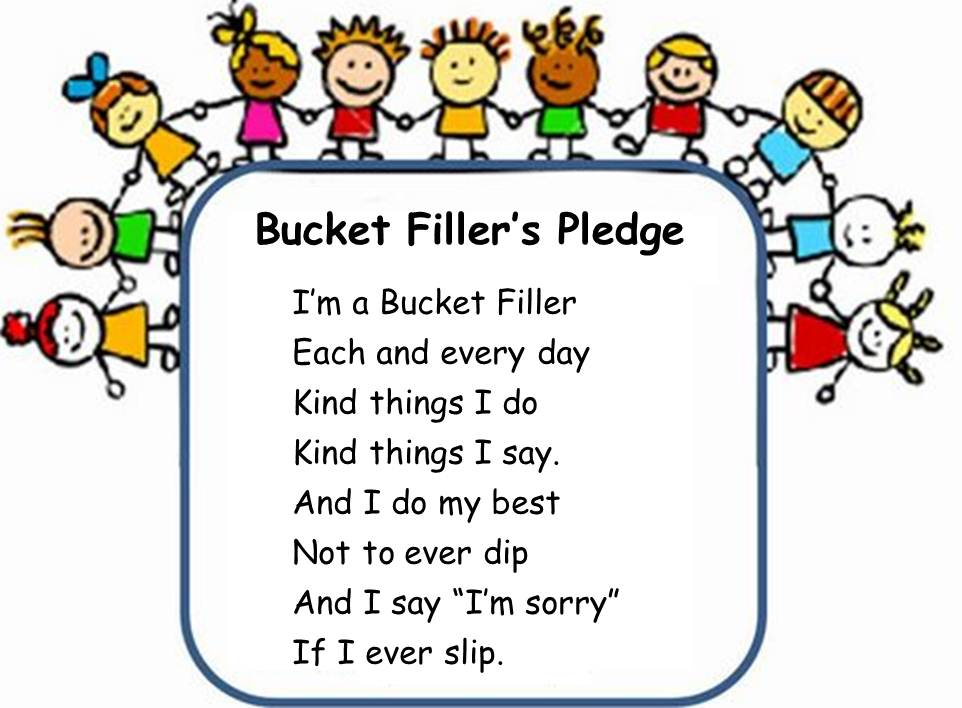 Bucket Filler’s Pledge
I’m a Bucket Filler
Each and every day
Kind things I do
Kind things I say.
And I do my best
Not to ever dip
And I say “I’m sorry”
If I ever slip.